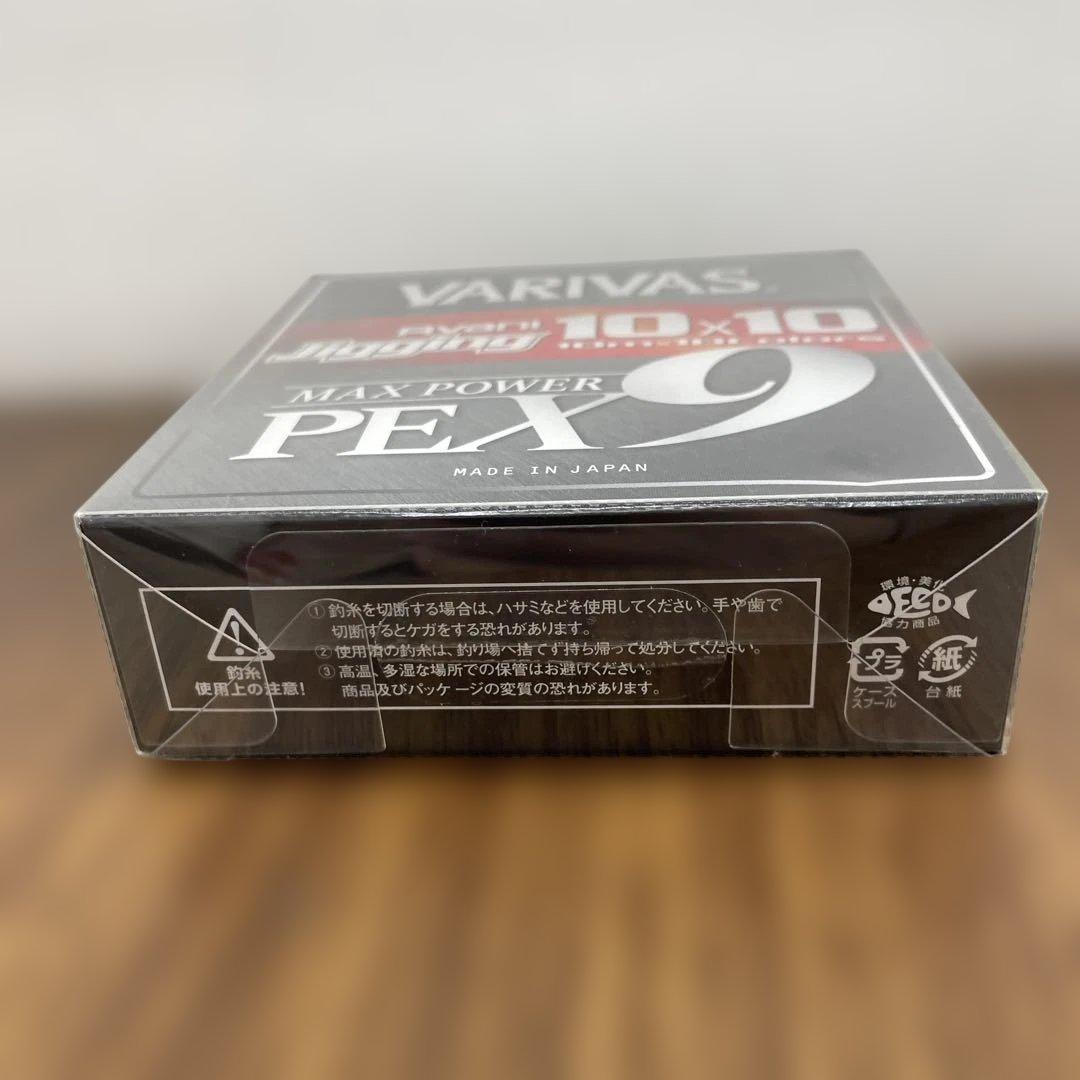 VARIVAS
Avani
Jigging
10×10
10m×10Colors
MAX POWER
PE X9
MADE IN JAPAN
釣糸
使用上の注意!
① 釣糸を切断する場合は、ハサミなどを使用してください。手や歯で
切断するとケガをする恐れがあります。
② 使用済の釣糸は、釣り場へ捨てず持ち帰って処分してください。
③ 高温、多湿な場所での保管はお避けください。
商品及びパッケージの変質の恐れがあります。
環境・美化
協力商品
プラ
ケース
スプール
紙
台紙